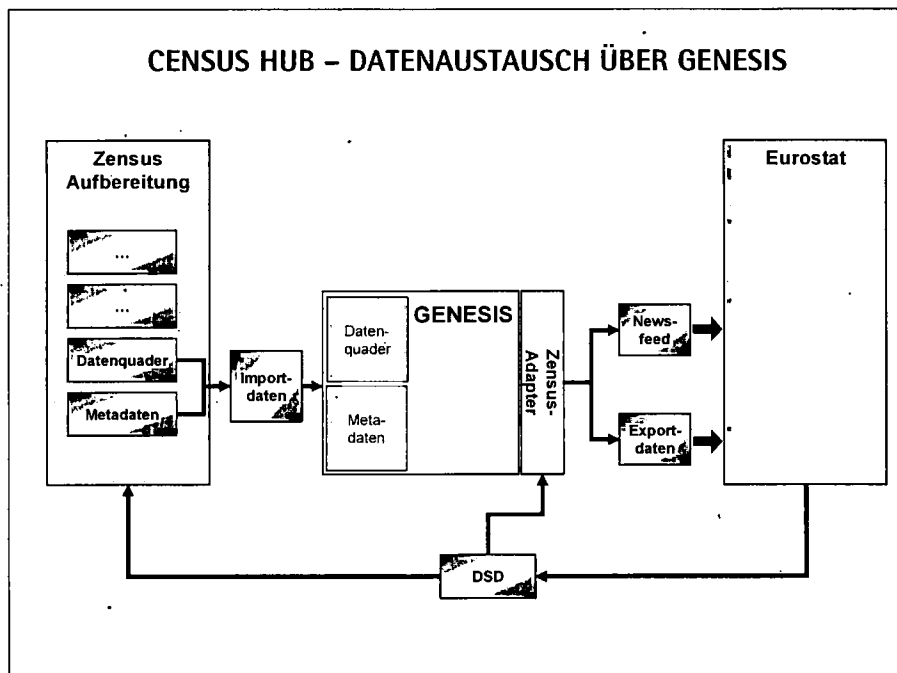 CENSUS HUB – DATENAUSTAUSCH ÜBER GENESIS
Zensus
Aufbereitung
...
...
Datenquader
Metadaten
Import-
daten
Daten-
quader
Meta-
daten
GENESIS
Zensus-
Adapter
News-
feed
Export-
daten
Eurostat
DSD